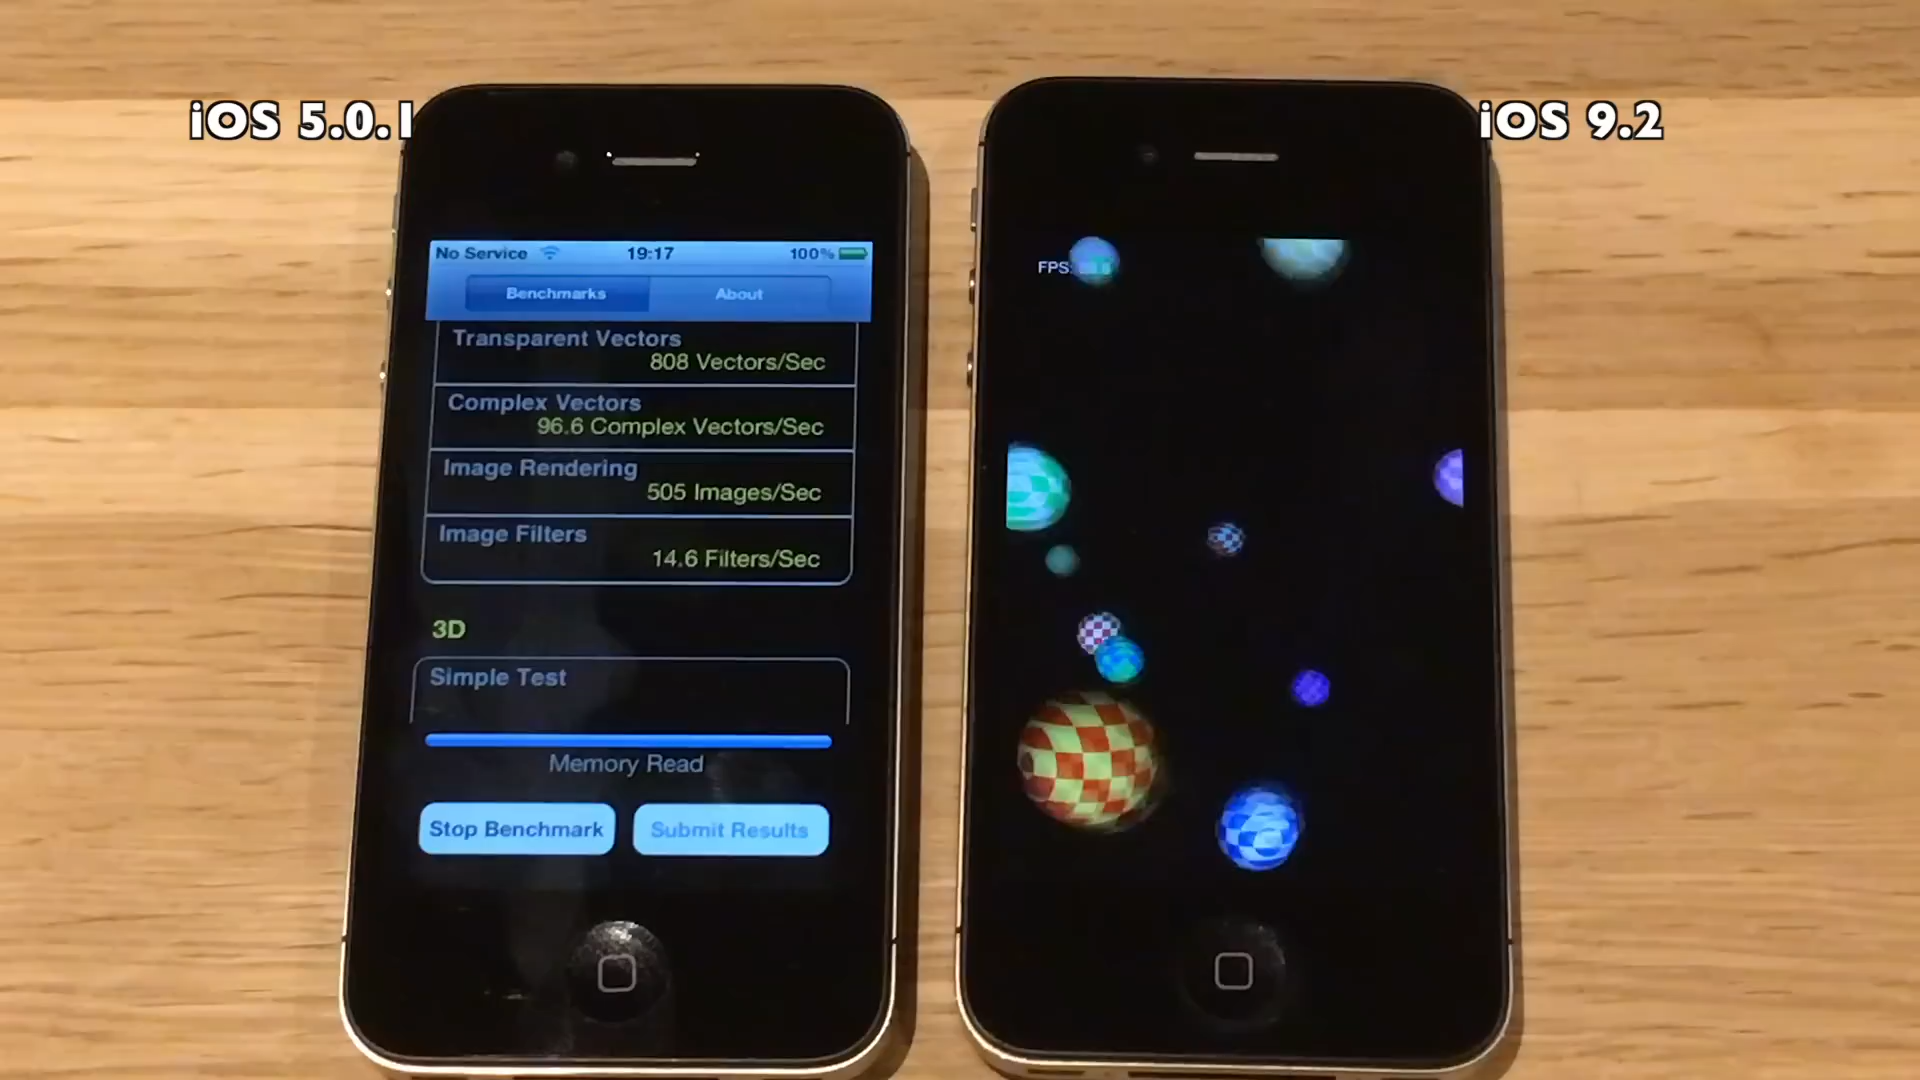 iOS 5.0.1
iOS 9.2
No Service 19:17 100%
Benchmarks About
Transparent Vectors
808 Vectors/Sec
Complex Vectors
96.6 Complex Vectors/Sec
Image Rendering
505 Images/Sec
Image Filters
14.6 Filters/Sec
3D
Simple Test
Memory Read
Stop Benchmark Submit Results
FPS: